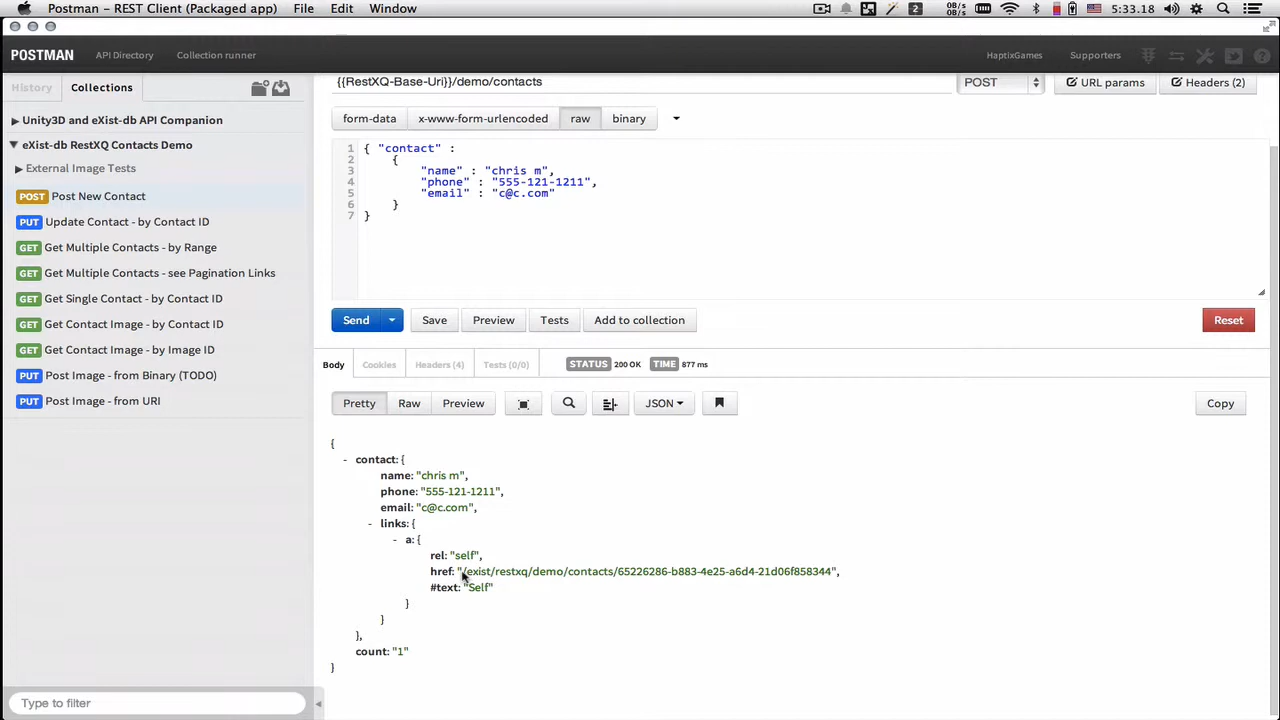 Postman - REST Client (Packaged app) File Edit Window
2 0B/s 0B/s 5:33.18
POSTMAN API Directory Collection runner HaptixGames Supporters
History Collections
Unity3D and eXist-db API Companion
eXist-db RestXQ Contacts Demo
External Image Tests
POST Post New Contact
PUT Update Contact - by Contact ID
GET Get Multiple Contacts - by Range
GET Get Multiple Contacts - see Pagination Links
GET Get Single Contact - by Contact ID
GET Get Contact Image - by Contact ID
GET Get Contact Image - by Image ID
PUT Post Image - from Binary (TODO)
PUT Post Image - from URI
Type to filter
{{RestXQ-Base-Uri}}/demo/contacts POST URL params Headers (2)
form-data x-www-form-urlencoded raw binary
1 { "contact" :
2 {
3 "name" : "chris m",
4 "phone" : "555-121-1211",
5 "email" : "c@c.com"
6 }
7 }
Send Save Preview Tests Add to collection Reset
Body Cookies Headers (4) Tests (0/0) STATUS 200 OK TIME 877 ms
Pretty Raw Preview JSON Copy
{
- contact: {
name: "chris m",
phone: "555-121-1211",
email: "c@c.com",
- links: {
- a: {
rel: "self",
href: "/exist/restxq/demo/contacts/65226286-b883-4e25-a6d4-21d06f858344",
#text: "Self"
}
}
},
count: "1"
}